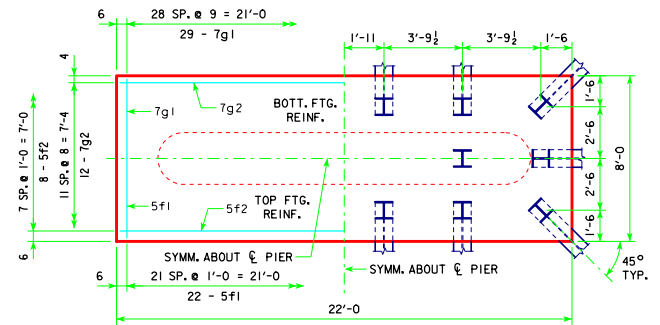 6
28 SP. @ 9 = 21'-0
29 - 7g1
1'-11
3'-9½
3'-9½
1'-6
4
7g1
7g2
BOTT. FTG.
REINF.
7 SP. @ 1'-0 = 7'-0
8 - 5f2
11 SP. @ 8 = 7'-4
12 - 7g2
1'-6
2'-6
2'-6
1'-6
8'-0
5f1
5f2
TOP FTG.
REINF.
6
SYMM. ABOUT ℄ PIER
SYMM. ABOUT ℄ PIER
45°
TYP.
6
21 SP. @ 1'-0 = 21'-0
22 - 5f1
22'-0